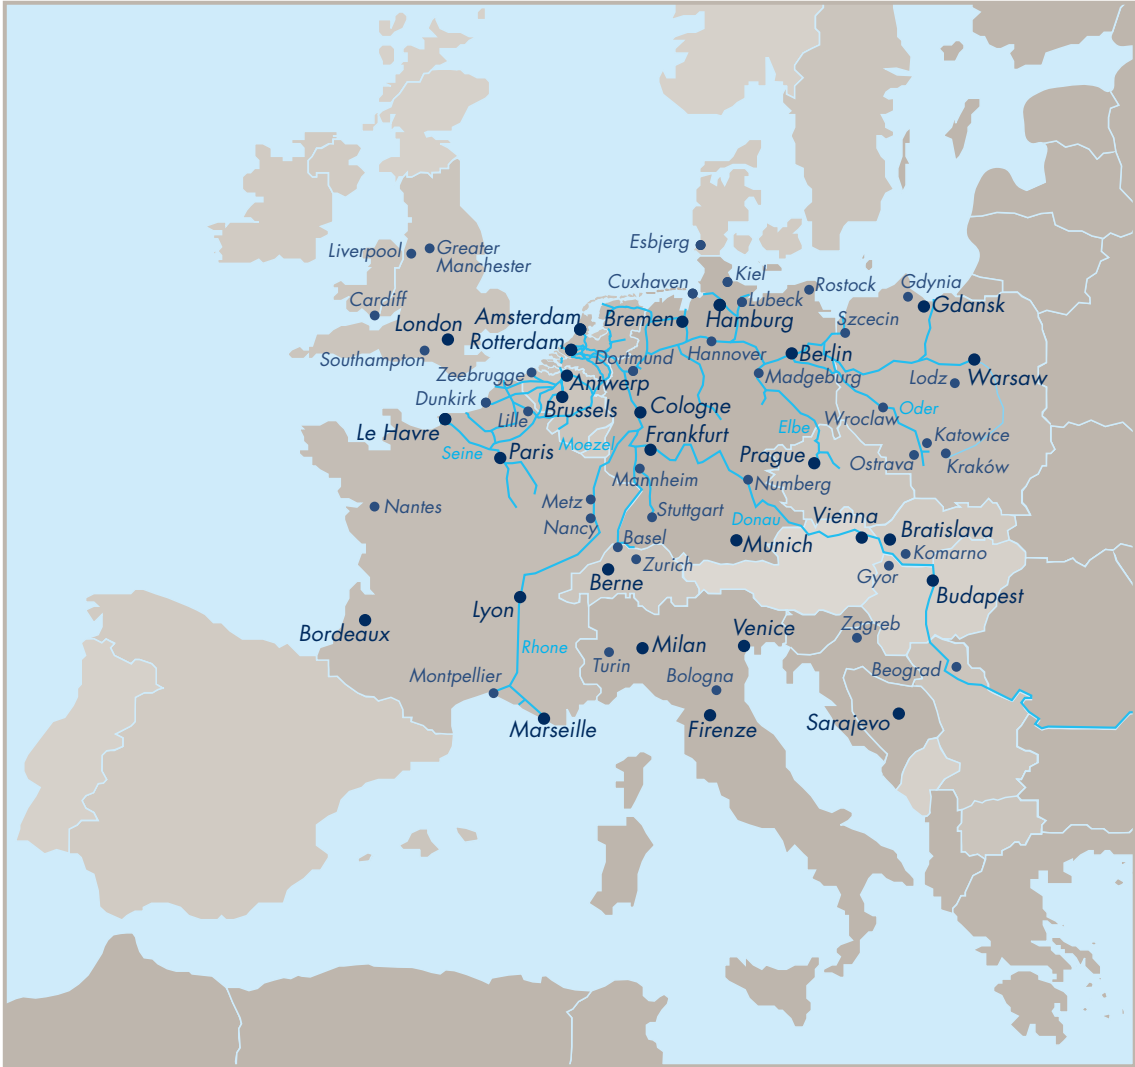 Esbjerg
Liverpool
Greater
Manchester
Cuxhaven
Kiel
Rostock
Gdynia
Cardiff
Lubeck
Gdansk
London
Amsterdam
Bremen
Hamburg
Szczecin
Rotterdam
Southampton
Dortmund
Hannover
Berlin
Zeebrugge
Madgeburg
Lodz
Warsaw
Antwerp
Dunkirk
Brussels
Cologne
Wroclaw
Oder
Lille
Le Havre
Elbe
Frankfurt
Moezel
Katowice
Seine
Paris
Prague
Ostrava
Kraków
Mannheim
Numberg
Metz
Nantes
Stuttgart
Nancy
Donau
Vienna
Bratislava
Basel
Munich
Komarno
Zurich
Berne
Gyor
Budapest
Lyon
Zagreb
Bordeaux
Venice
Rhone
Milan
Turin
Beograd
Montpellier
Bologna
Marseille
Firenze
Sarajevo